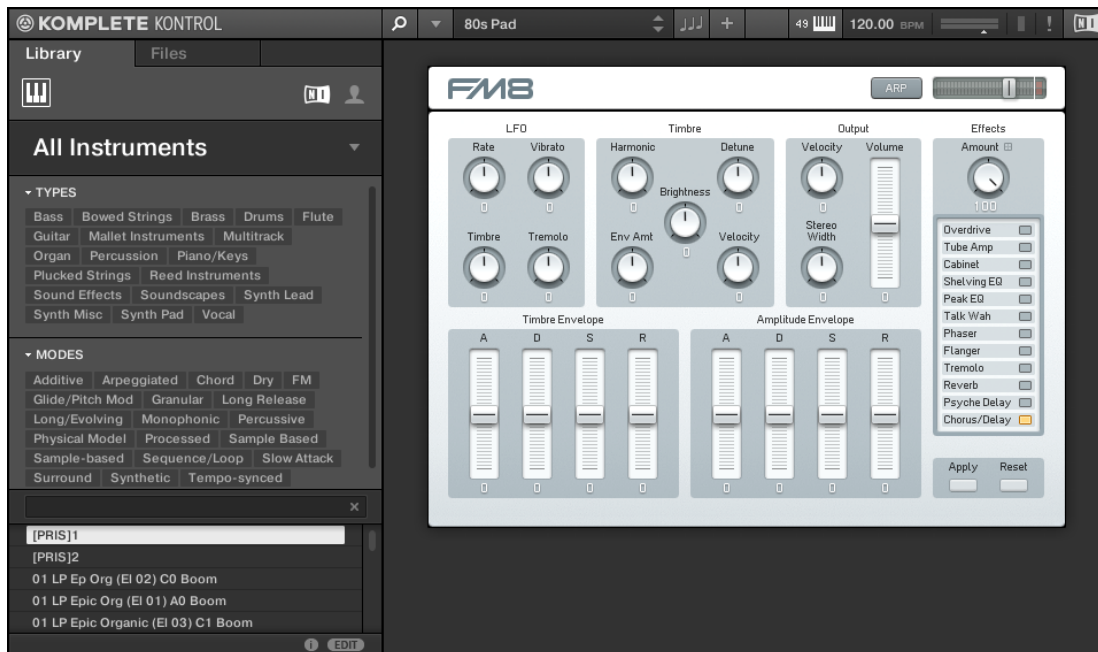 KOMPLETE KONTROL
80s Pad
49
120.00 BPM
!
NI
Library
Files
NI
All Instruments
TYPES
Bass Bowed Strings Brass Drums Flute
Guitar Mallet Instruments Multitrack
Organ Percussion Piano/Keys
Plucked Strings Reed Instruments
Sound Effects Soundscapes Synth Lead
Synth Misc Synth Pad Vocal
MODES
Additive Arpeggiated Chord Dry FM
Glide/Pitch Mod Granular Long Release
Long/Evolving Monophonic Percussive
Physical Model Processed Sample Based
Sample-based Sequence/Loop Slow Attack
Surround Synthetic Tempo-synced
[PRIS]1
[PRIS]2
01 LP Ep Org (El 02) C0 Boom
01 LP Epic Org (El 01) A0 Boom
01 LP Epic Organic (El 03) C1 Boom
i EDIT
FM8
ARP
LFO
Rate Vibrato
0 0
Timbre Tremolo
0 0
Timbre
Harmonic Detune
0 0
Brightness
0
Env Amt Velocity
0 0
Output
Velocity Volume
0
Stereo
Width
0 0
Effects
Amount
100
Overdrive
Tube Amp
Cabinet
Shelving EQ
Peak EQ
Talk Wah
Phaser
Flanger
Tremolo
Reverb
Psyche Delay
Chorus/Delay
Timbre Envelope
A D S R
0 0 0 0
Amplitude Envelope
A D S R
0 0 0 0
Apply Reset